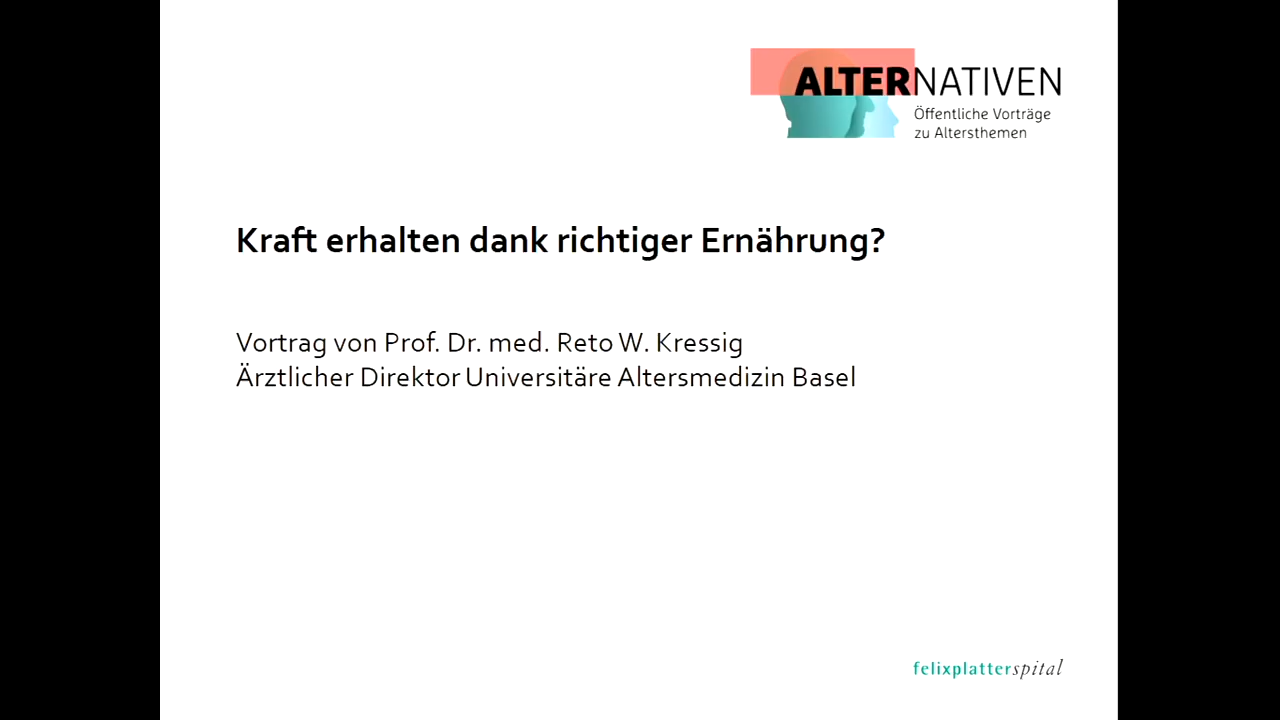 ALTERNATIVEN
Öffentliche Vorträge
zu Altersthemen
Kraft erhalten dank richtiger Ernährung?
Vortrag von Prof. Dr. med. Reto W. Kressig
Ärztlicher Direktor Universitäre Altersmedizin Basel
felixplatterspital